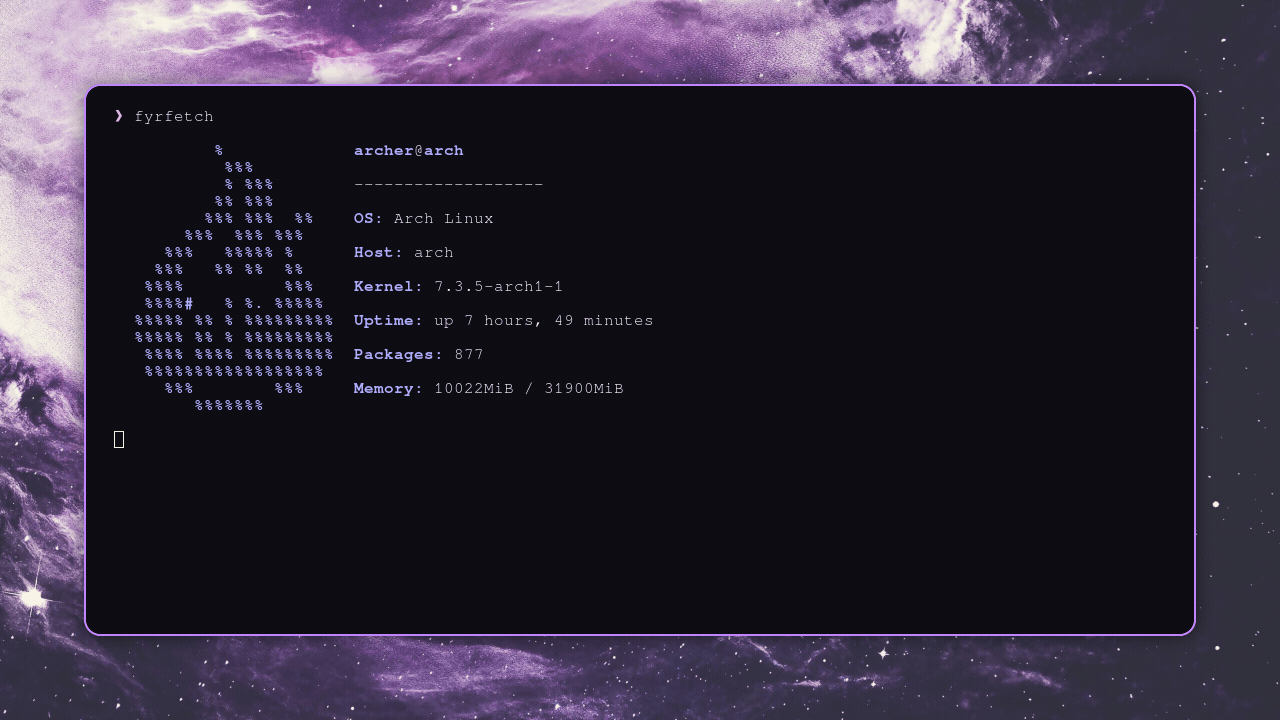 ❯ fyrfetch
archer@arch
-------------------
OS: Arch Linux
Host: arch
Kernel: 7.3.5-arch1-1
Uptime: up 7 hours, 49 minutes
Packages: 877
Memory: 10022MiB / 31900MiB